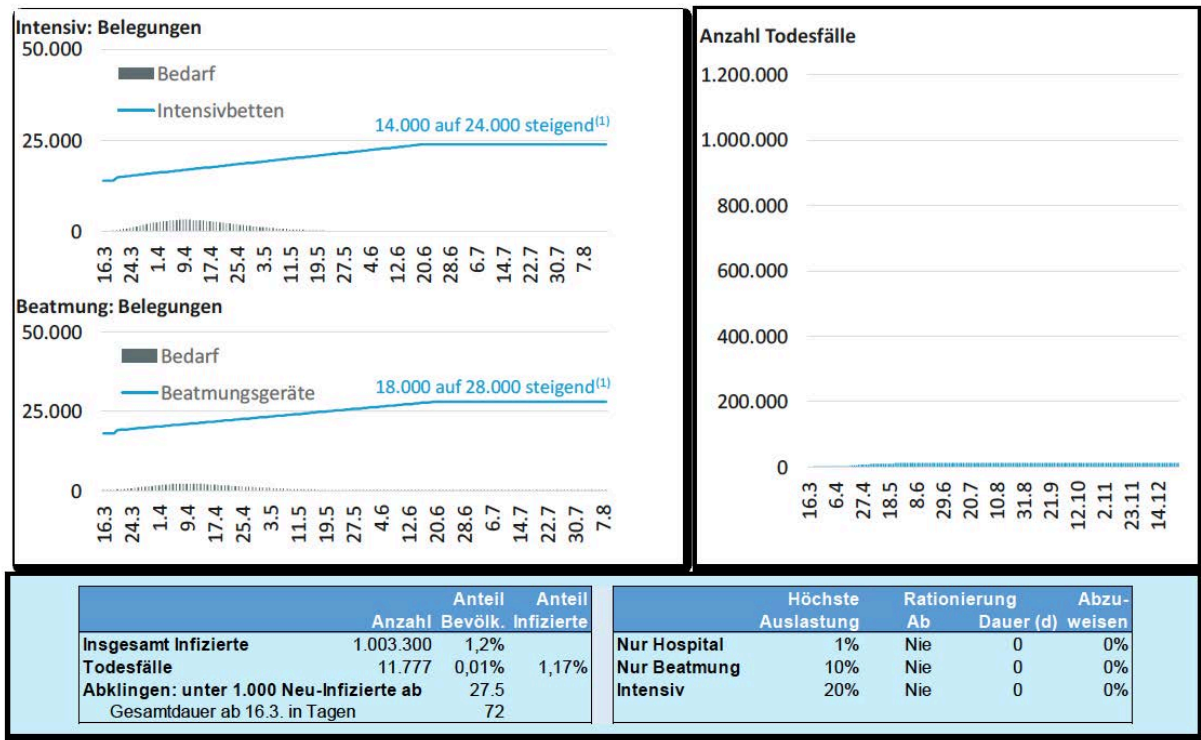 Intensiv: Belegungen
50.000
Bedarf
Intensivbetten
14.000 auf 24.000 steigend(1)
25.000
0
16.3 24.3 1.4 9.4 17.4 25.4 3.5 11.5 19.5 27.5 4.6 12.6 20.6 28.6 6.7 14.7 22.7 30.7 7.8
Beatmung: Belegungen
50.000
Bedarf
Beatmungsgeräte
18.000 auf 28.000 steigend(1)
25.000
0
16.3 24.3 1.4 9.4 17.4 25.4 3.5 11.5 19.5 27.5 4.6 12.6 20.6 28.6 6.7 14.7 22.7 30.7 7.8
Anzahl Todesfälle
1.200.000
1.000.000
800.000
600.000
400.000
200.000
0
16.3 6.4 27.4 18.5 8.6 29.6 20.7 10.8 31.8 21.9 12.10 2.11 23.11 14.12
Anteil Anteil
Anzahl Bevölk. Infizierte
Insgesamt Infizierte 1.003.300 1,2%
Todesfälle 11.777 0,01% 1,17%
Abklingen: unter 1.000 Neu-Infizierte ab 27.5
Gesamtdauer ab 16.3. in Tagen 72
Höchste Rationierung Abzu-
Auslastung Ab Dauer (d) weisen
Nur Hospital 1% Nie 0 0%
Nur Beatmung 10% Nie 0 0%
Intensiv 20% Nie 0 0%